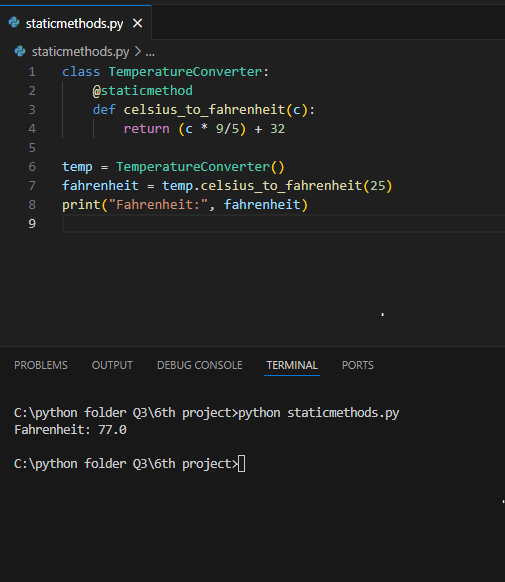 staticmethods.py ×
staticmethods.py > ...
1 class TemperatureConverter:
2     @staticmethod
3     def celsius_to_fahrenheit(c):
4         return (c * 9/5) + 32
5
6 temp = TemperatureConverter()
7 fahrenheit = temp.celsius_to_fahrenheit(25)
8 print("Fahrenheit:", fahrenheit)
9
PROBLEMS OUTPUT DEBUG CONSOLE TERMINAL PORTS
C:\python folder Q3\6th project>python staticmethods.py
Fahrenheit: 77.0
C:\python folder Q3\6th project>